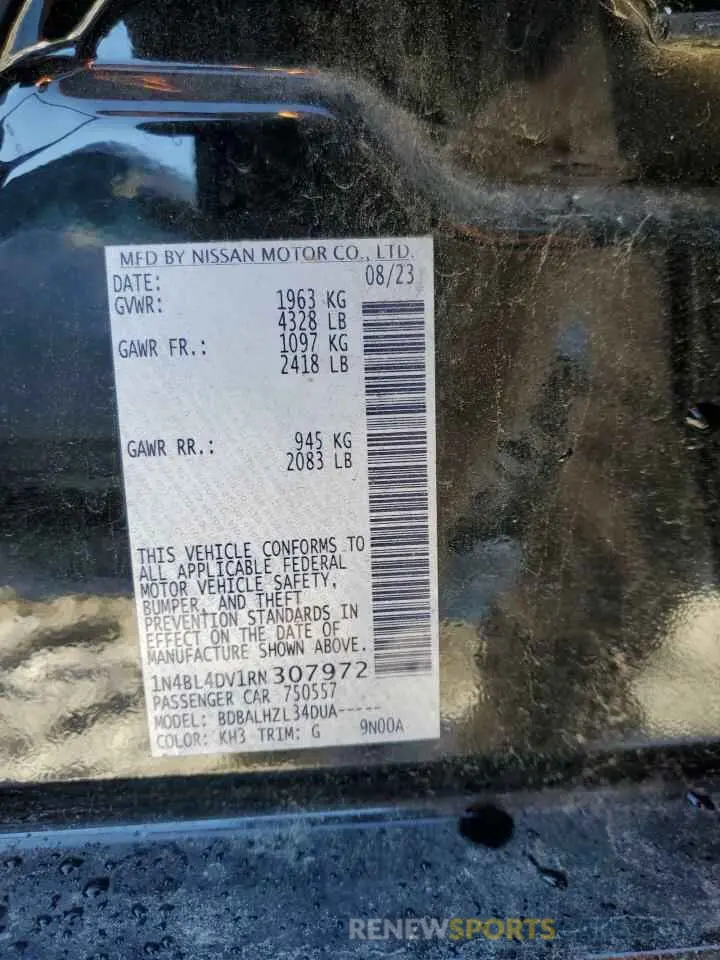 MFD BY NISSAN MOTOR CO., LTD.
DATE: 08/23
GVWR: 1963 KG
4328 LB
GAWR FR.: 1097 KG
2418 LB
GAWR RR.: 945 KG
2083 LB
THIS VEHICLE CONFORMS TO
ALL APPLICABLE FEDERAL
MOTOR VEHICLE SAFETY,
BUMPER, AND THEFT
PREVENTION STANDARDS IN
EFFECT ON THE DATE OF
MANUFACTURE SHOWN ABOVE.
1N4BL4DV1RN307972
PASSENGER CAR 750557
MODEL: BDBALHZL34DUA-----
COLOR: KH3 TRIM: G 9N00A
RENEWSPORTS